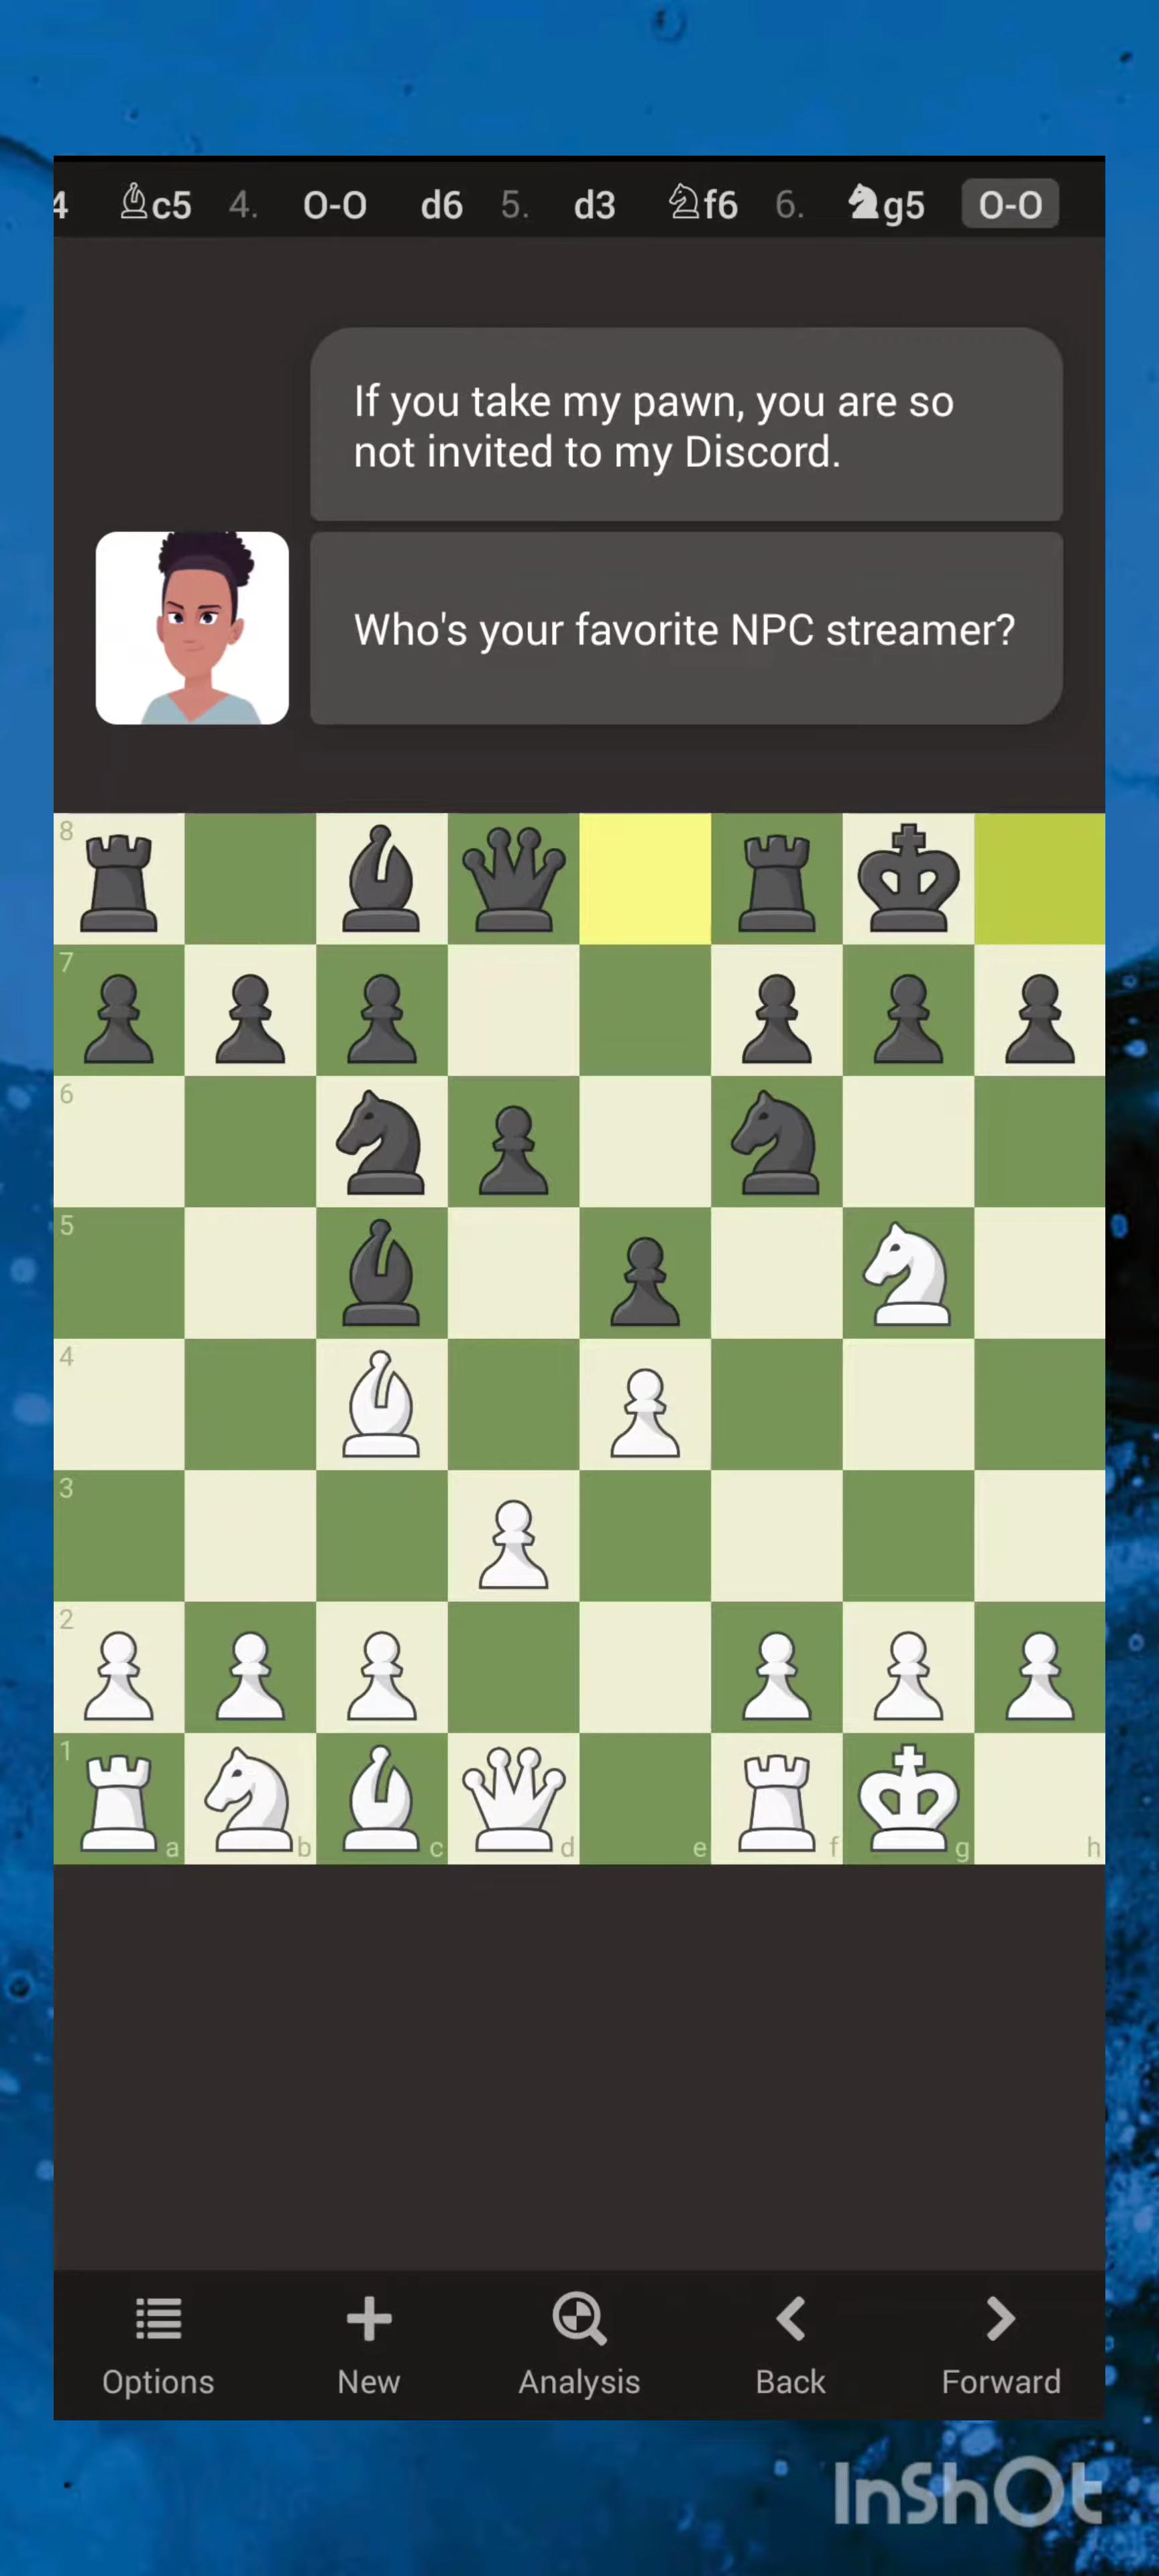 4 c5 4. O-O d6 5. d3 f6 6. g5 O-O
If you take my pawn, you are so
not invited to my Discord.
Who's your favorite NPC streamer?
8
7
6
5
4
3
2
1
a b c d e f g h
Options New Analysis Back Forward
InShOt